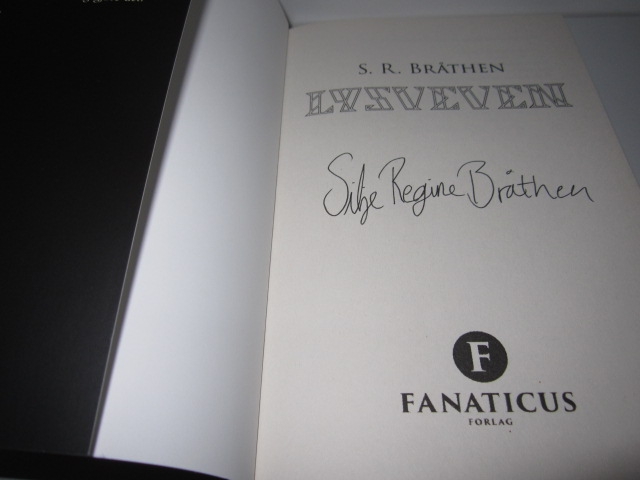 S. R. BRÅTHEN
LYSVEVEN
Silje Regine Bråthen
F
FANATICUS
FORLAG